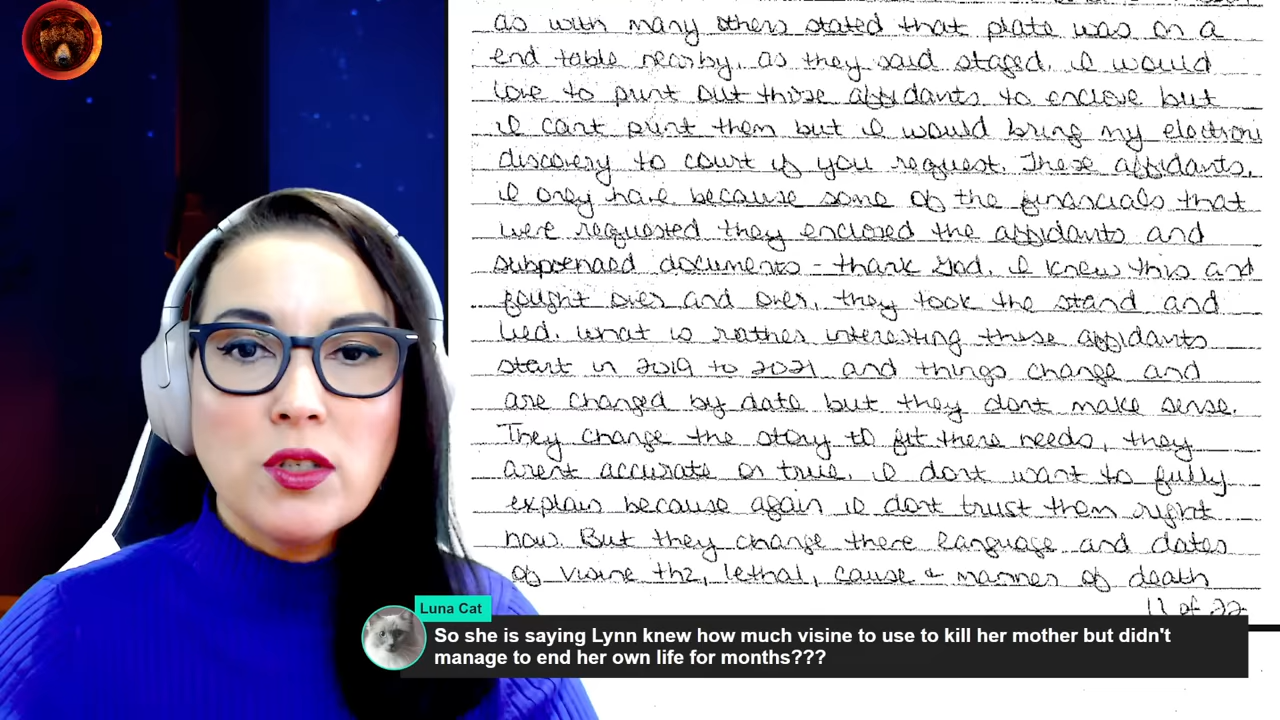 as with many others stated that plate was on a
end table nearby, as they said staged. I would
love to print out those affidants to enclose but
I cant print them but I would bring my electroni
discovery to court if you request. These affidants,
I only have because some of the financials that
were requested they enclosed the affidants and
subpoenaed documents - thank God. I knew this and
fought over and over, they took the stand and
lied. What is rather interesting these affidants
start in 2019 to 2021 and things change and
are changed by date but they dont make sense.
They change the story to fit there needs, they
arent accurate or true. I dont want to fully
explain because again I dont trust them right
now. But they change there language and dates
of visine thz, lethal, cause & manner of death
of 22
Luna Cat
So she is saying Lynn knew how much visine to use to kill her mother but didn't
manage to end her own life for months???